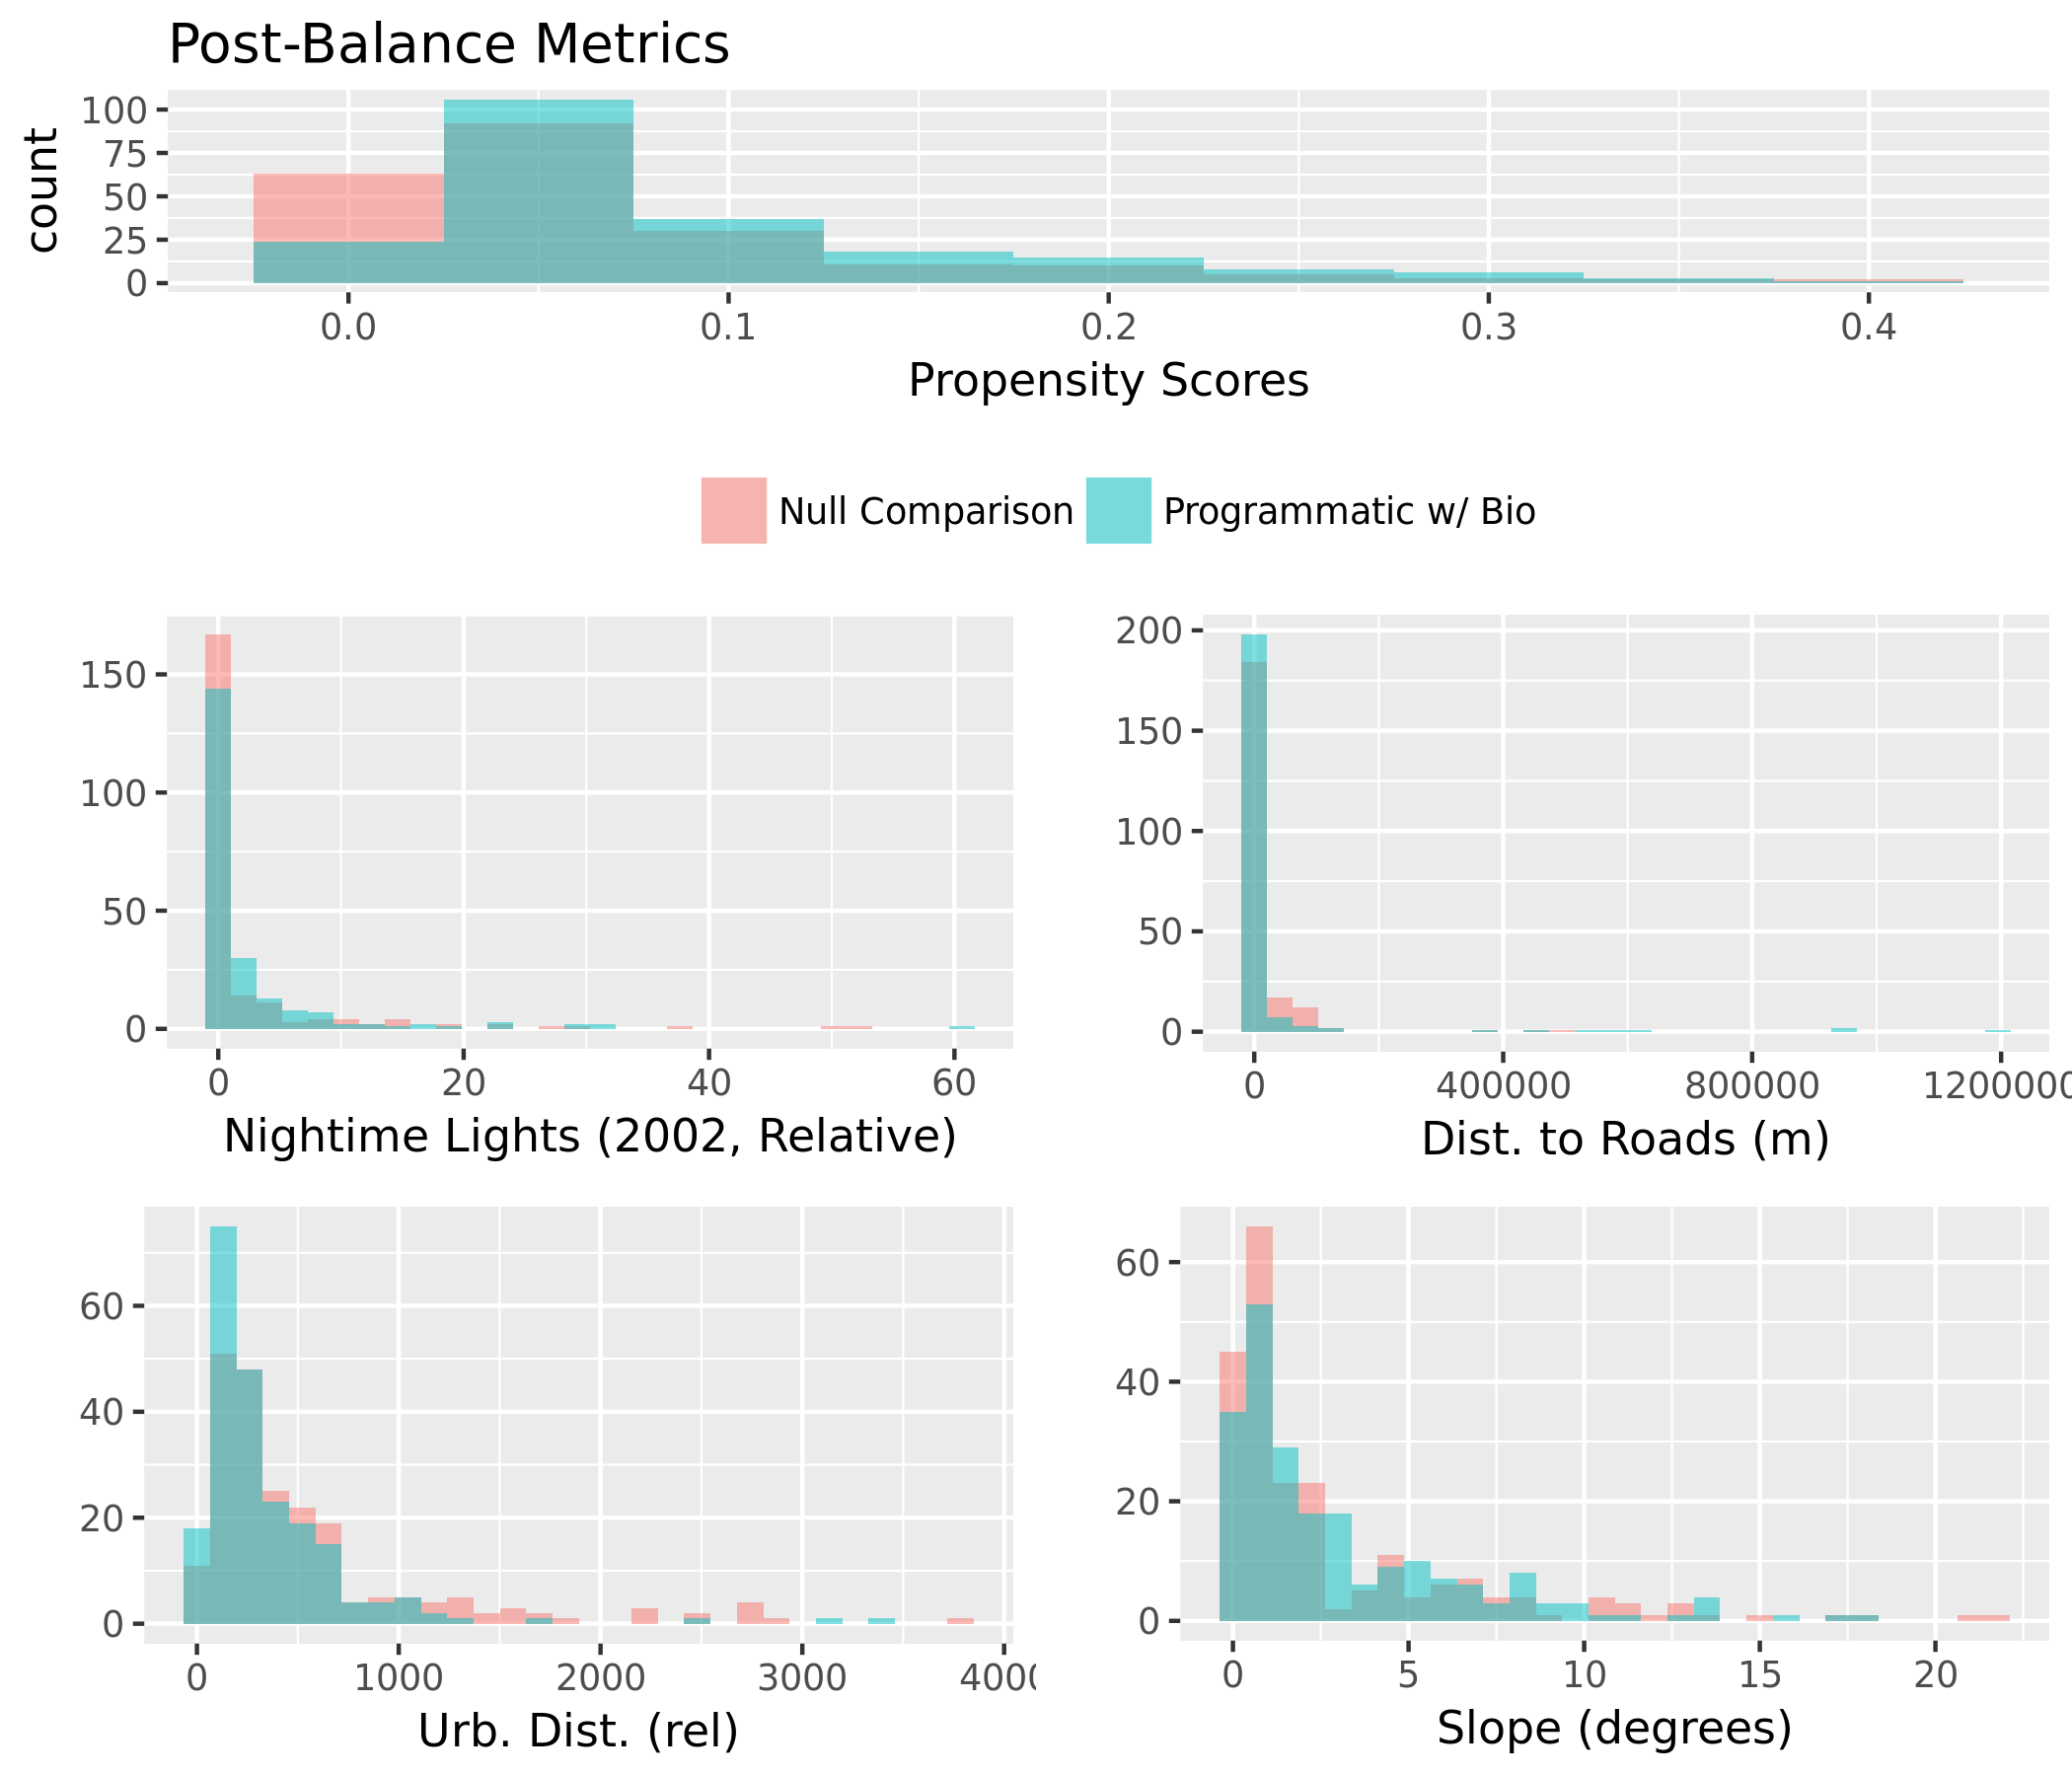 Post-Balance Metrics
count
100
75
50
25
0
0.0 0.1 0.2 0.3 0.4
Propensity Scores
Null Comparison Programmatic w/ Bio
150
100
50
0
0 20 40 60
Nightime Lights (2002, Relative)
200
150
100
50
0
0 400000 800000 1200000
Dist. to Roads (m)
60
40
20
0
0 1000 2000 3000 400
Urb. Dist. (rel)
60
40
20
0
0 5 10 15 20
Slope (degrees)